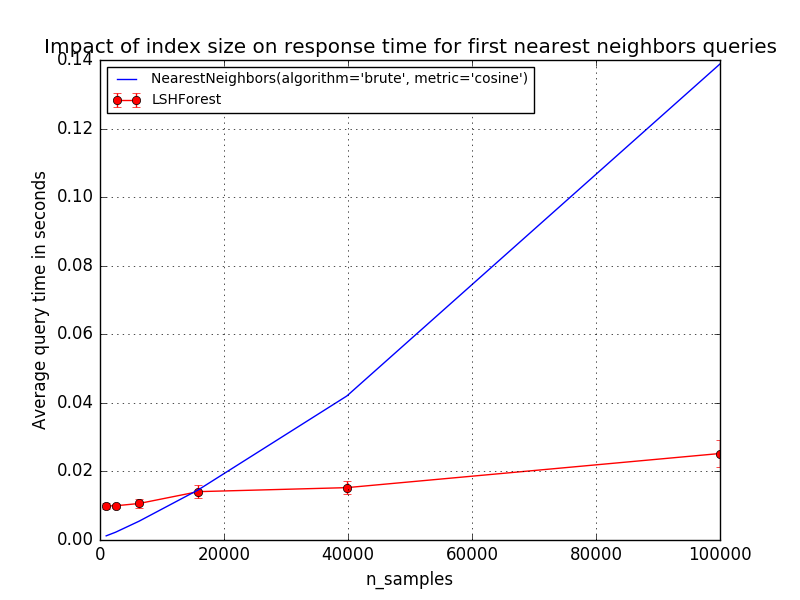 Impact of index size on response time for first nearest neighbors queries
NearestNeighbors(algorithm='brute', metric='cosine')
LSHForest
Average query time in seconds
0.14
0.12
0.10
0.08
0.06
0.04
0.02
0.00
0 20000 40000 60000 80000 100000
n_samples